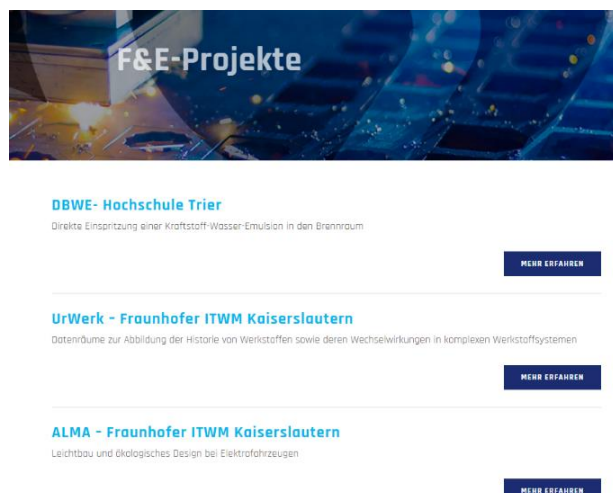 F&E-Projekte
DBWE- Hochschule Trier
Direkte Einspritzung einer Kraftstoff-Wasser-Emulsion in den Brennraum
MEHR ERFAHREN
UrWerk - Fraunhofer ITWM Kaiserslautern
Datenräume zur Abbildung der Historie von Werkstoffen sowie deren Wechselwirkungen in komplexen Werkstoffsystemen
MEHR ERFAHREN
ALMA - Fraunhofer ITWM Kaiserslautern
Leichtbau und ökologisches Design bei Elektrofahrzeugen
MEHR ERFAHREN